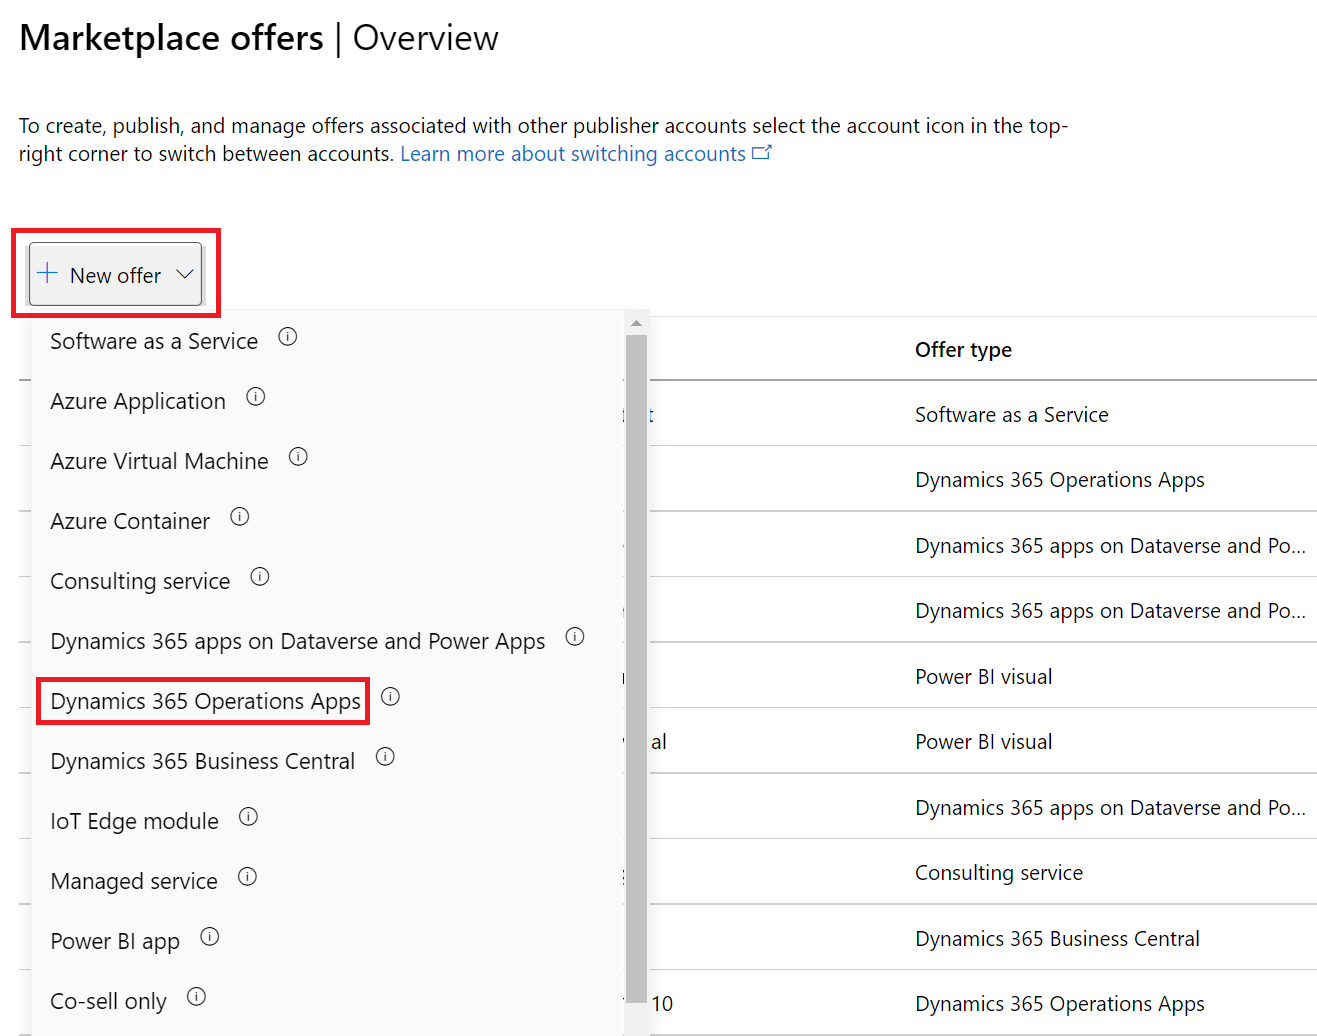 Marketplace offers | Overview
To create, publish, and manage offers associated with other publisher accounts select the account icon in the top-
right corner to switch between accounts. Learn more about switching accounts
New offer
Software as a Service
Azure Application
Azure Virtual Machine
Azure Container
Consulting service
Dynamics 365 apps on Dataverse and Power Apps
Dynamics 365 Operations Apps
Dynamics 365 Business Central
IoT Edge module
Managed service
Power BI app
Co-sell only
al
10
Offer type
Software as a Service
Dynamics 365 Operations Apps
Dynamics 365 apps on Dataverse and Po...
Dynamics 365 apps on Dataverse and Po...
Power BI visual
Power BI visual
Dynamics 365 apps on Dataverse and Po...
Consulting service
Dynamics 365 Business Central
Dynamics 365 Operations Apps